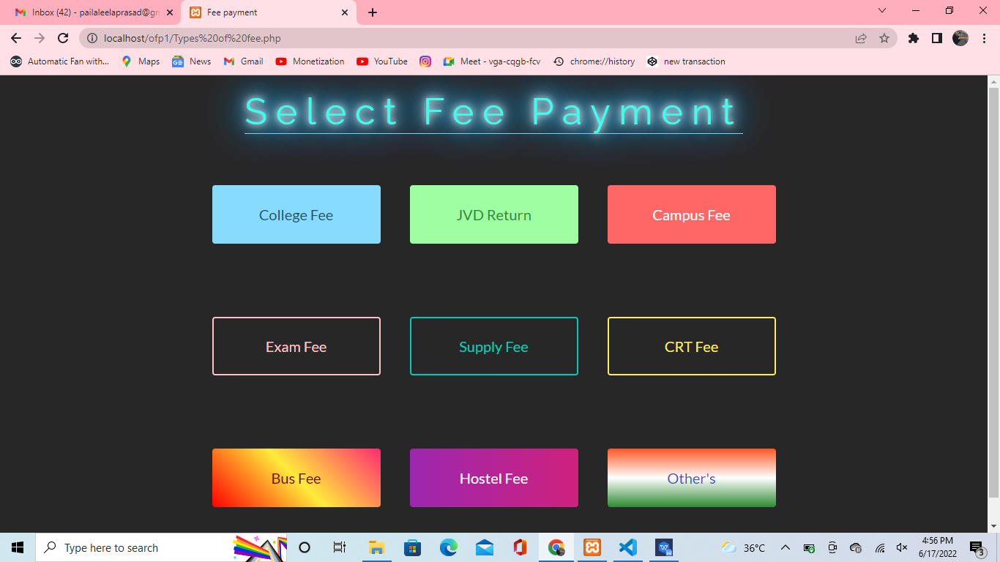 Inbox (42) - pailaleelaprasad@gm
Fee payment
localhost/ofp1/Types%20of%20fee.php
Automatic Fan with... Maps News Gmail Monetization YouTube Meet - vga-cqgb-fcv chrome://history new transaction
Select Fee Payment
College Fee JVD Return Campus Fee
Exam Fee Supply Fee CRT Fee
Bus Fee Hostel Fee Other's
Type here to search
36°C
4:56 PM
6/17/2022
3